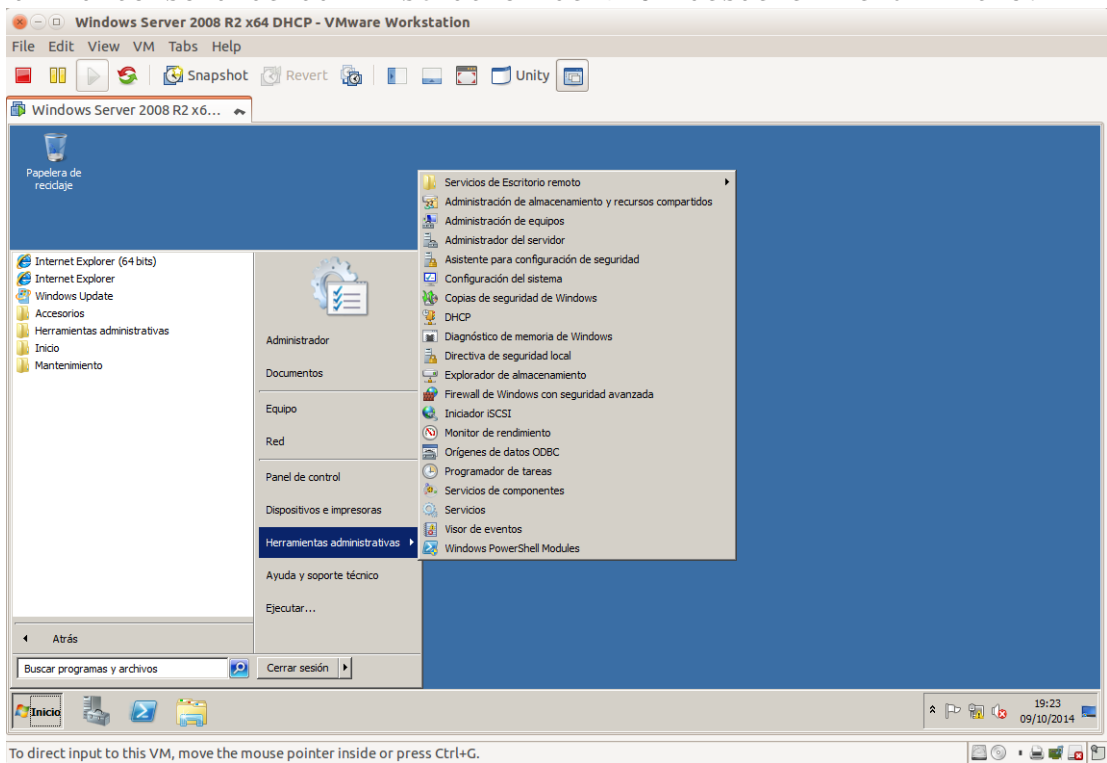 Windows Server 2008 R2 x64 DHCP - VMware Workstation
File Edit View VM Tabs Help
Snapshot Revert Unity
Windows Server 2008 R2 x6...
Papelera de
reciclaje
Internet Explorer (64 bits)
Internet Explorer
Windows Update
Accesorios
Herramientas administrativas
Inicio
Mantenimiento
Atrás
Buscar programas y archivos
Administrador
Documentos
Equipo
Red
Panel de control
Dispositivos e impresoras
Herramientas administrativas
Ayuda y soporte técnico
Ejecutar...
Cerrar sesión
Servicios de Escritorio remoto
Administración de almacenamiento y recursos compartidos
Administración de equipos
Administrador del servidor
Asistente para configuración de seguridad
Configuración del sistema
Copias de seguridad de Windows
DHCP
Diagnóstico de memoria de Windows
Directiva de seguridad local
Explorador de almacenamiento
Firewall de Windows con seguridad avanzada
Iniciador iSCSI
Monitor de rendimiento
Orígenes de datos ODBC
Programador de tareas
Servicios de componentes
Servicios
Visor de eventos
Windows PowerShell Modules
Inicio
19:23
09/10/2014
To direct input to this VM, move the mouse pointer inside or press Ctrl+G.